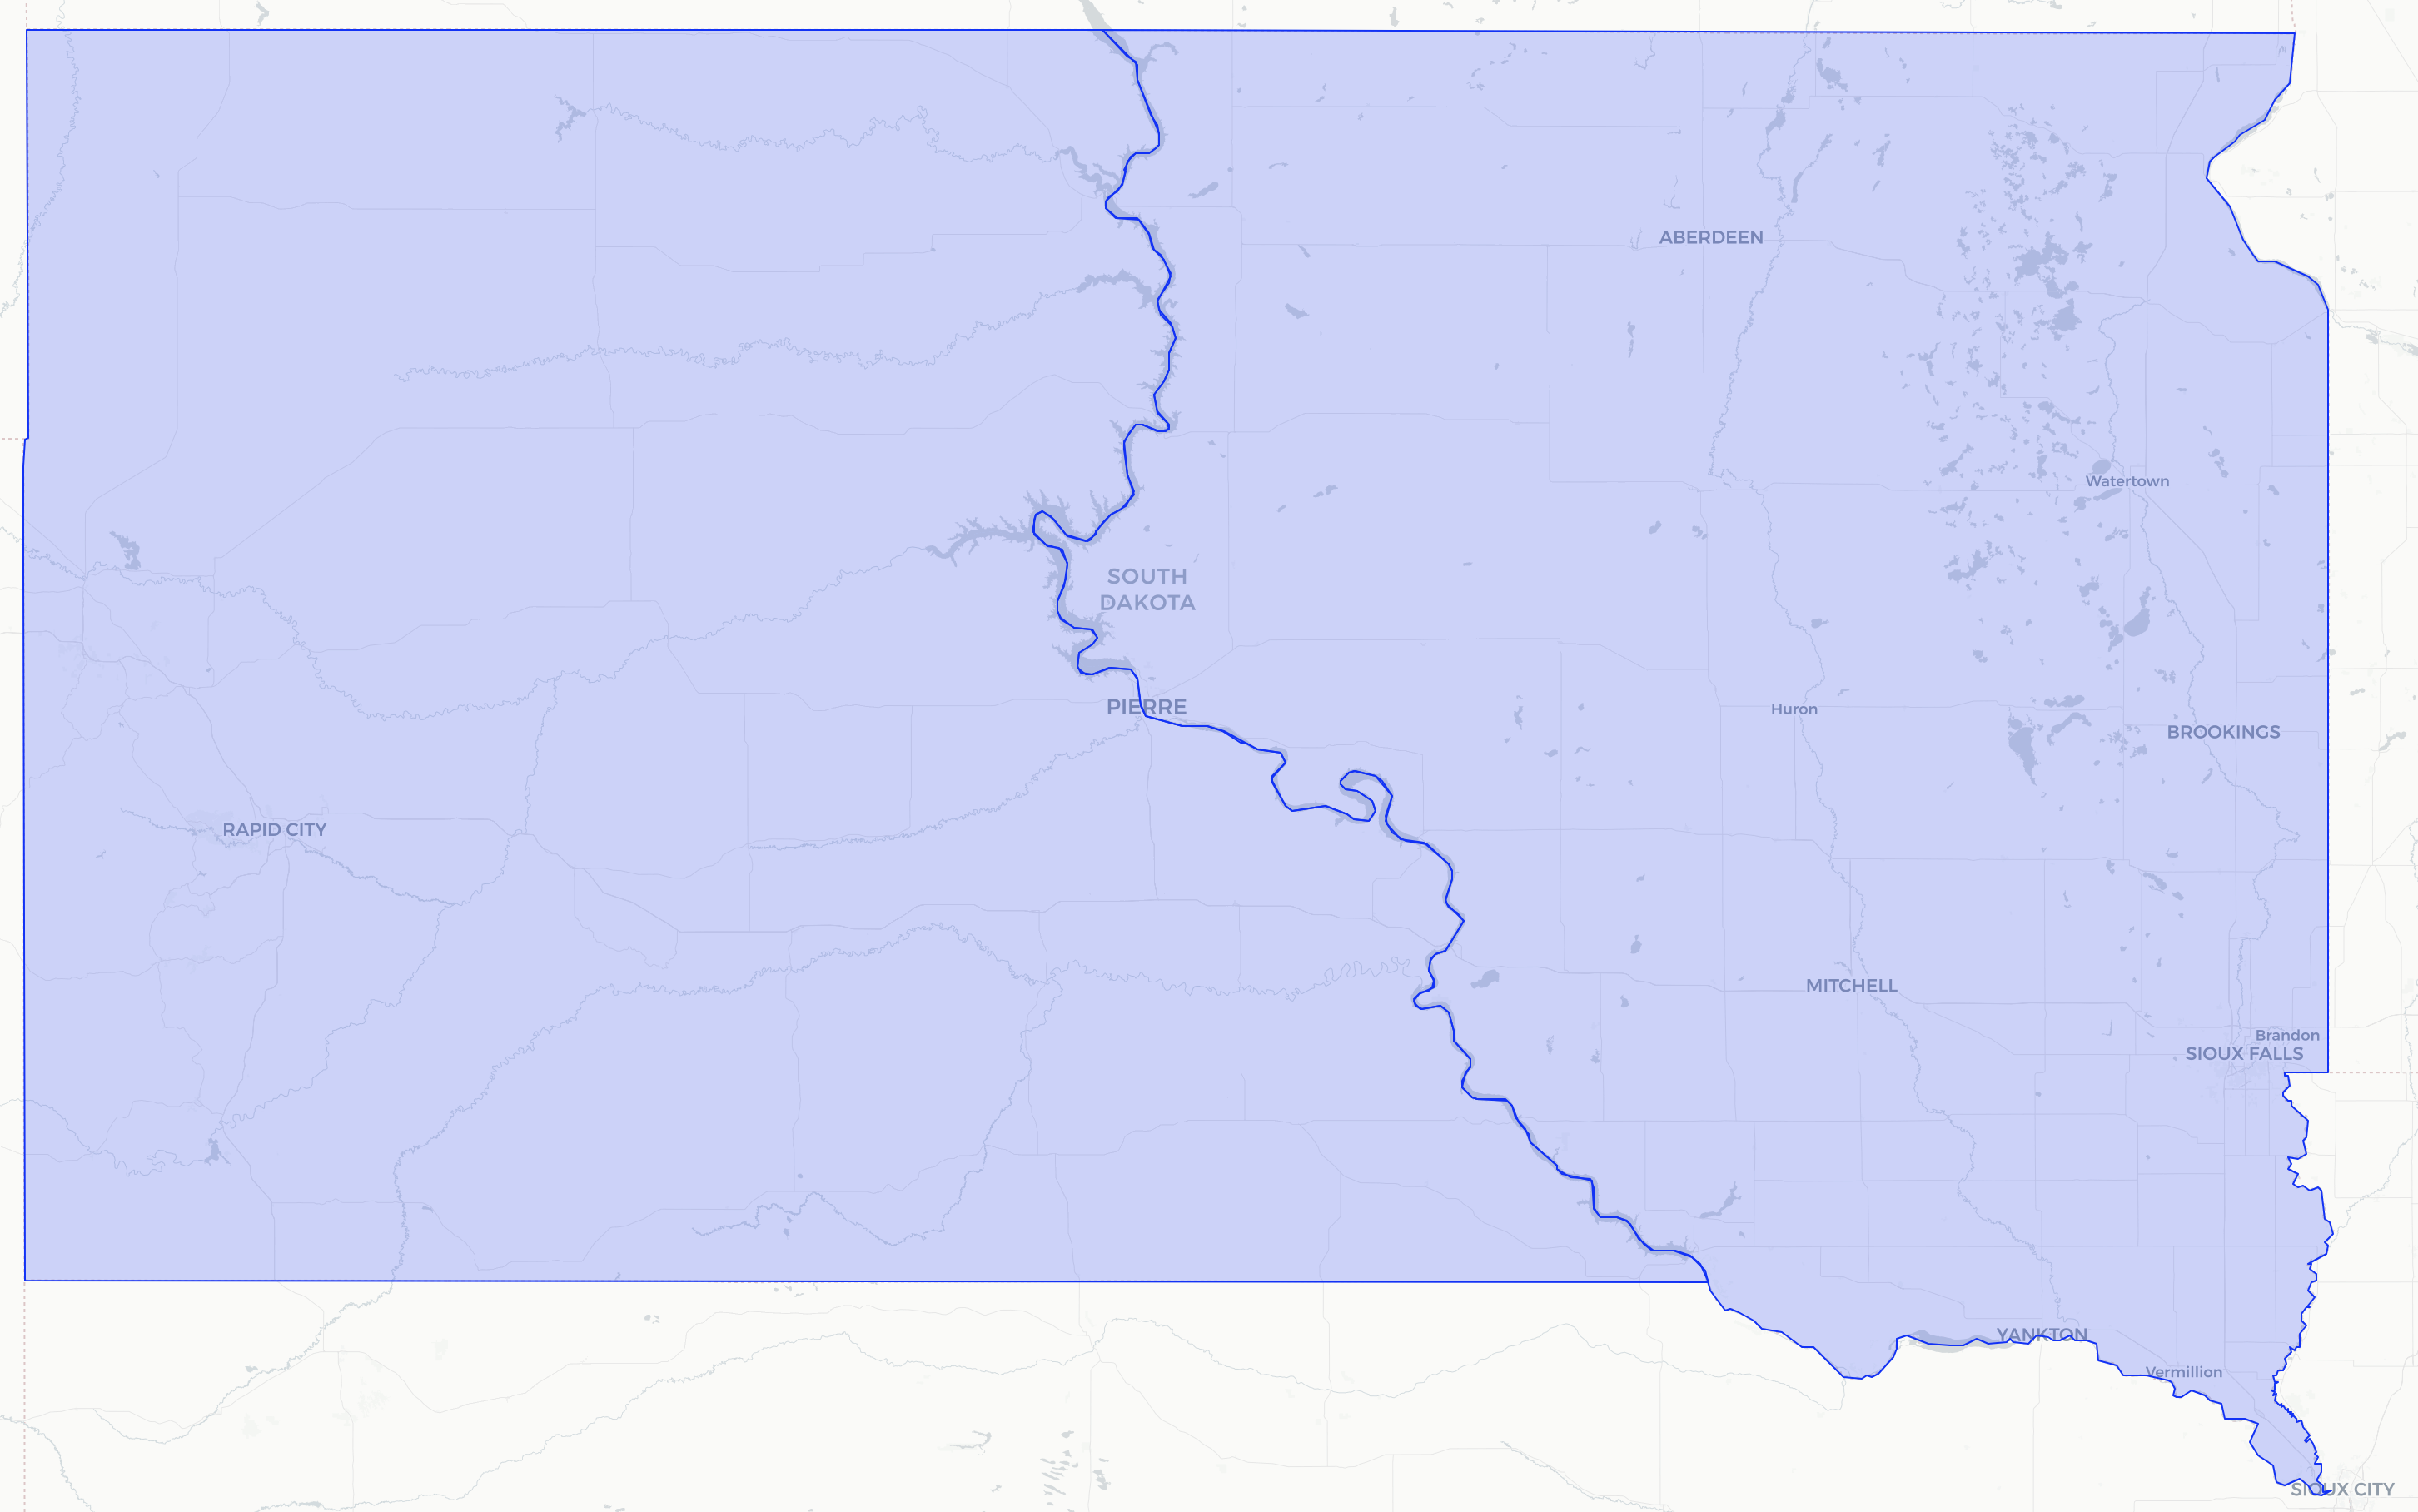 ABERDEEN
Watertown
SOUTH
DAKOTA
PIERRE
Huron
BROOKINGS
RAPID CITY
MITCHELL
Brandon
SIOUX FALLS
YANKTON
Vermillion
SIOUX CITY